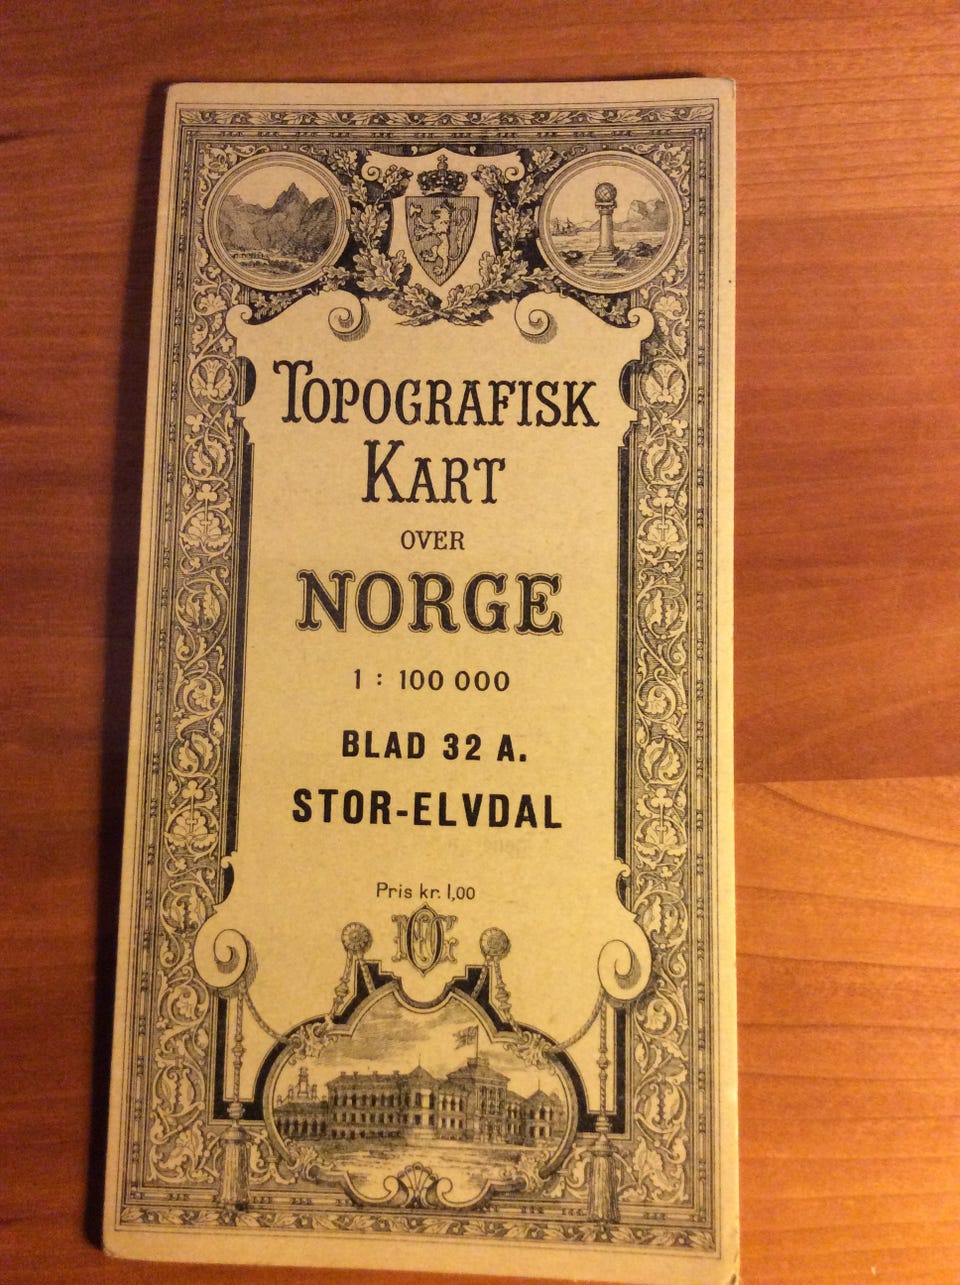 TOPOGRAFISK
KART
OVER
NORGE
1 : 100 000
BLAD 32 A.
STOR-ELVDAL
Pris kr. 1,00